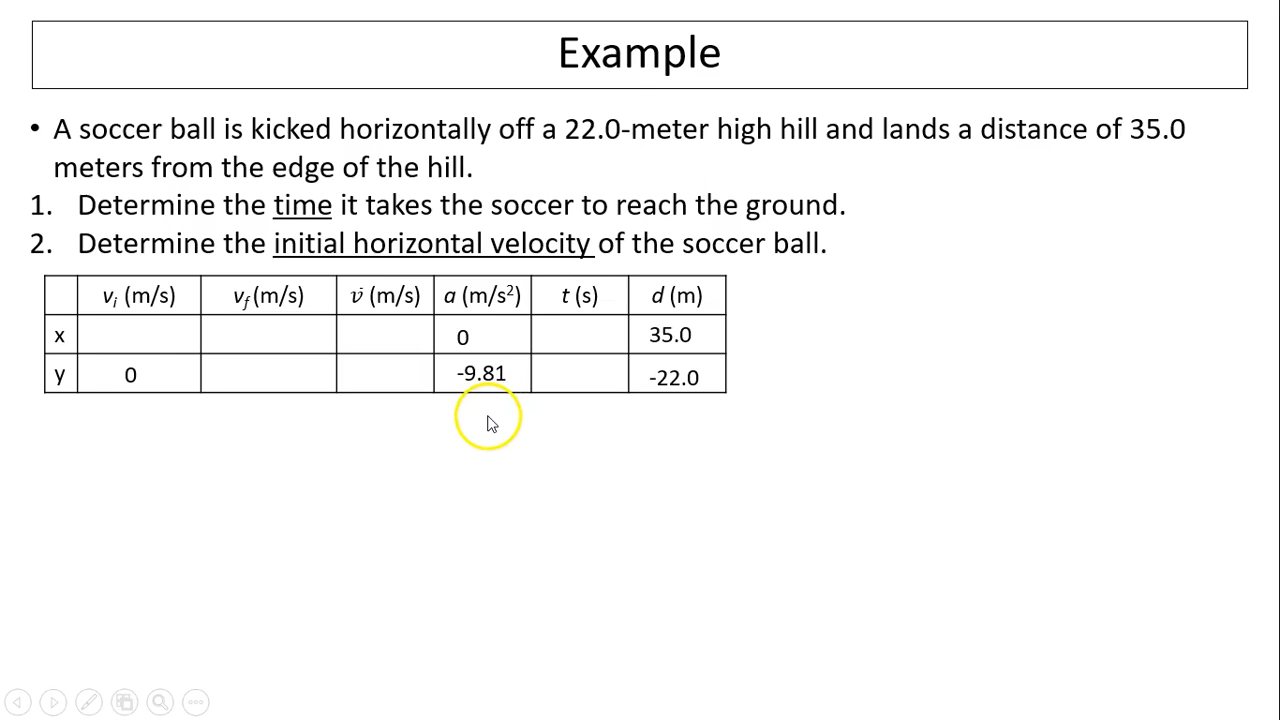 Example
• A soccer ball is kicked horizontally off a 22.0-meter high hill and lands a distance of 35.0
meters from the edge of the hill.
1. Determine the time it takes the soccer to reach the ground.
2. Determine the initial horizontal velocity of the soccer ball.
vᵢ (m/s) v_f (m/s) v̇ (m/s) a (m/s²) t (s) d (m)
x 0 35.0
y 0 -9.81 -22.0